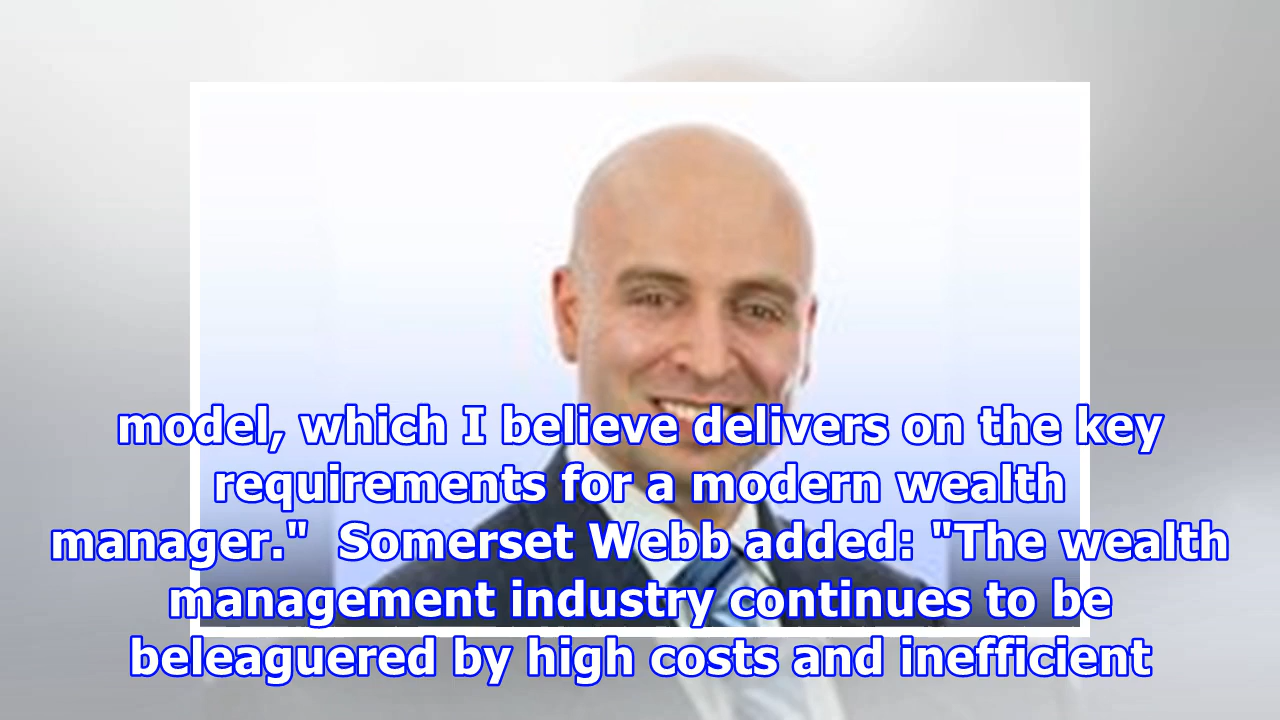 model, which I believe delivers on the key
requirements for a modern wealth
manager."  Somerset Webb added: "The wealth
management industry continues to be
beleaguered by high costs and inefficient